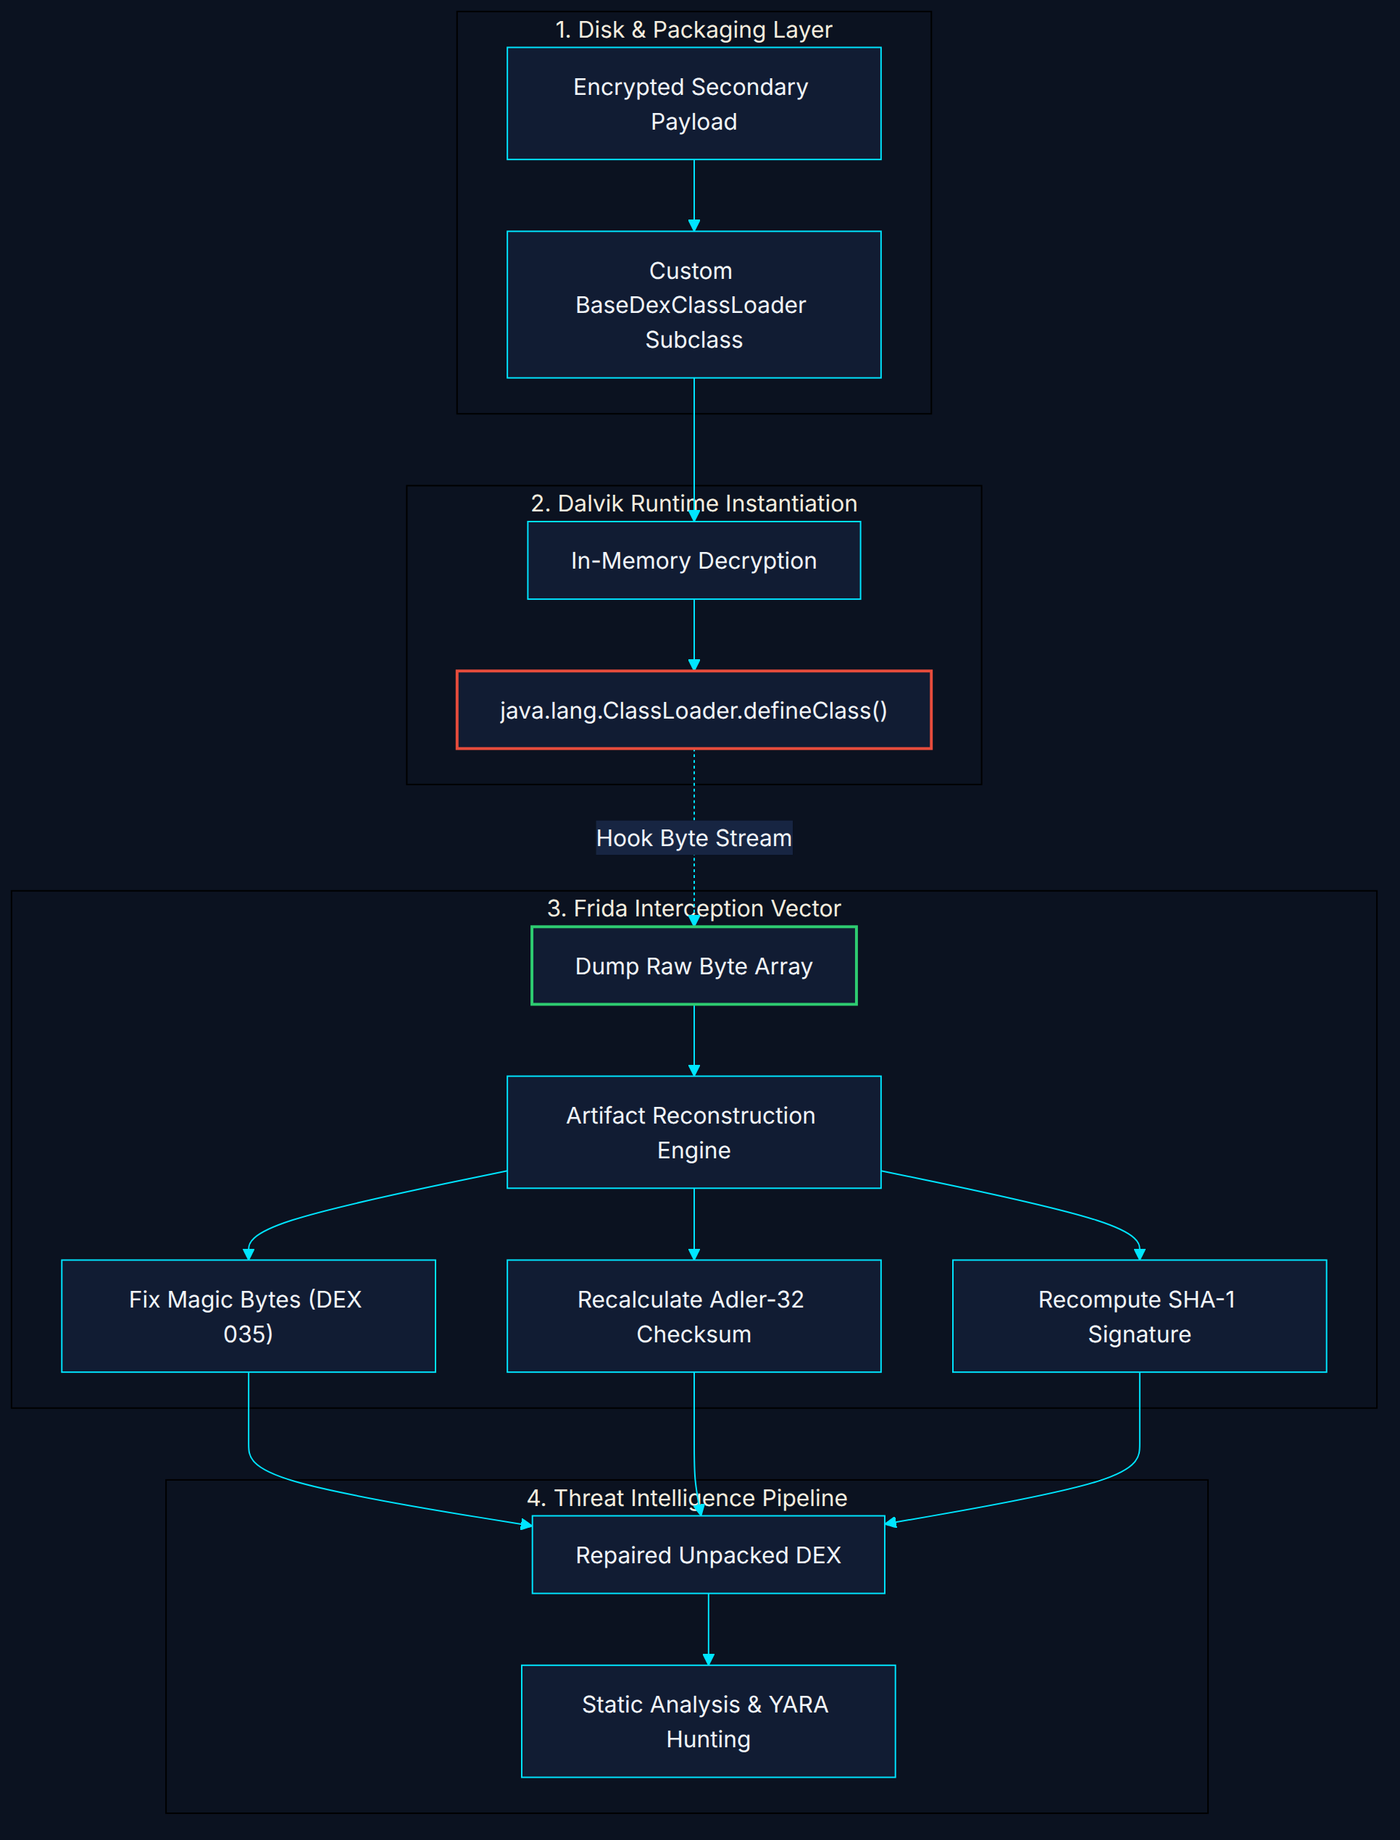 1. Disk & Packaging Layer
Encrypted Secondary
Payload
Custom
BaseDexClassLoader
Subclass
2. Dalvik Runtime Instantiation
In-Memory Decryption
java.lang.ClassLoader.defineClass()
Hook Byte Stream
3. Frida Interception Vector
Dump Raw Byte Array
Artifact Reconstruction
Engine
Fix Magic Bytes (DEX
035)
Recalculate Adler-32
Checksum
Recompute SHA-1
Signature
4. Threat Intelligence Pipeline
Repaired Unpacked DEX
Static Analysis & YARA
Hunting